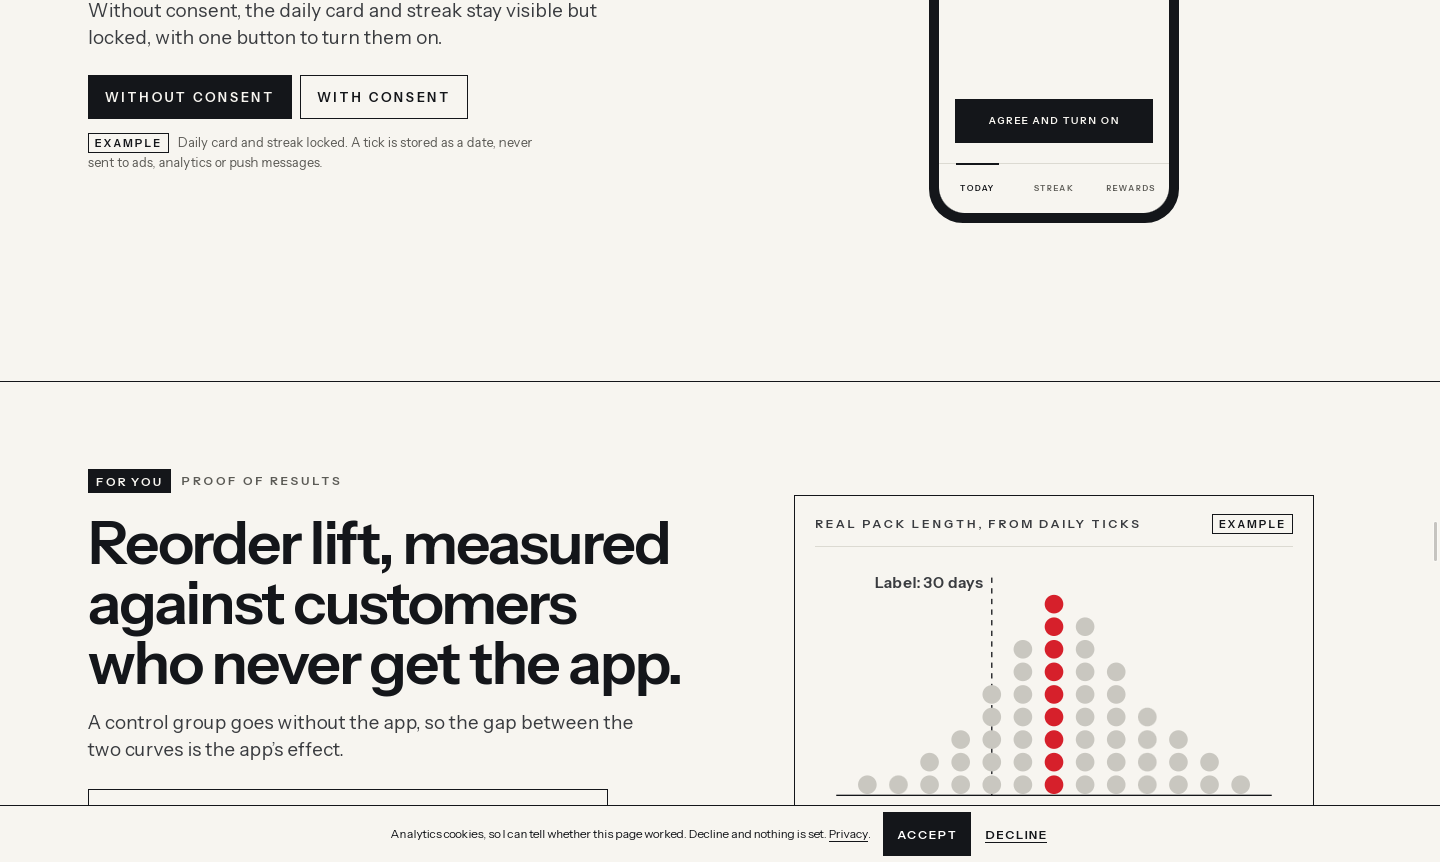 Without consent, the daily card and streak stay visible but
locked, with one button to turn them on.
WITHOUT CONSENT
WITH CONSENT
EXAMPLE Daily card and streak locked. A tick is stored as a date, never
sent to ads, analytics or push messages.
AGREE AND TURN ON
TODAY STREAK REWARDS
FOR YOU PROOF OF RESULTS
Reorder lift, measured
against customers
who never get the app.
A control group goes without the app, so the gap between the
two curves is the app’s effect.
REAL PACK LENGTH, FROM DAILY TICKS EXAMPLE
Label: 30 days
Analytics cookies, so I can tell whether this page worked. Decline and nothing is set. Privacy.
ACCEPT
DECLINE